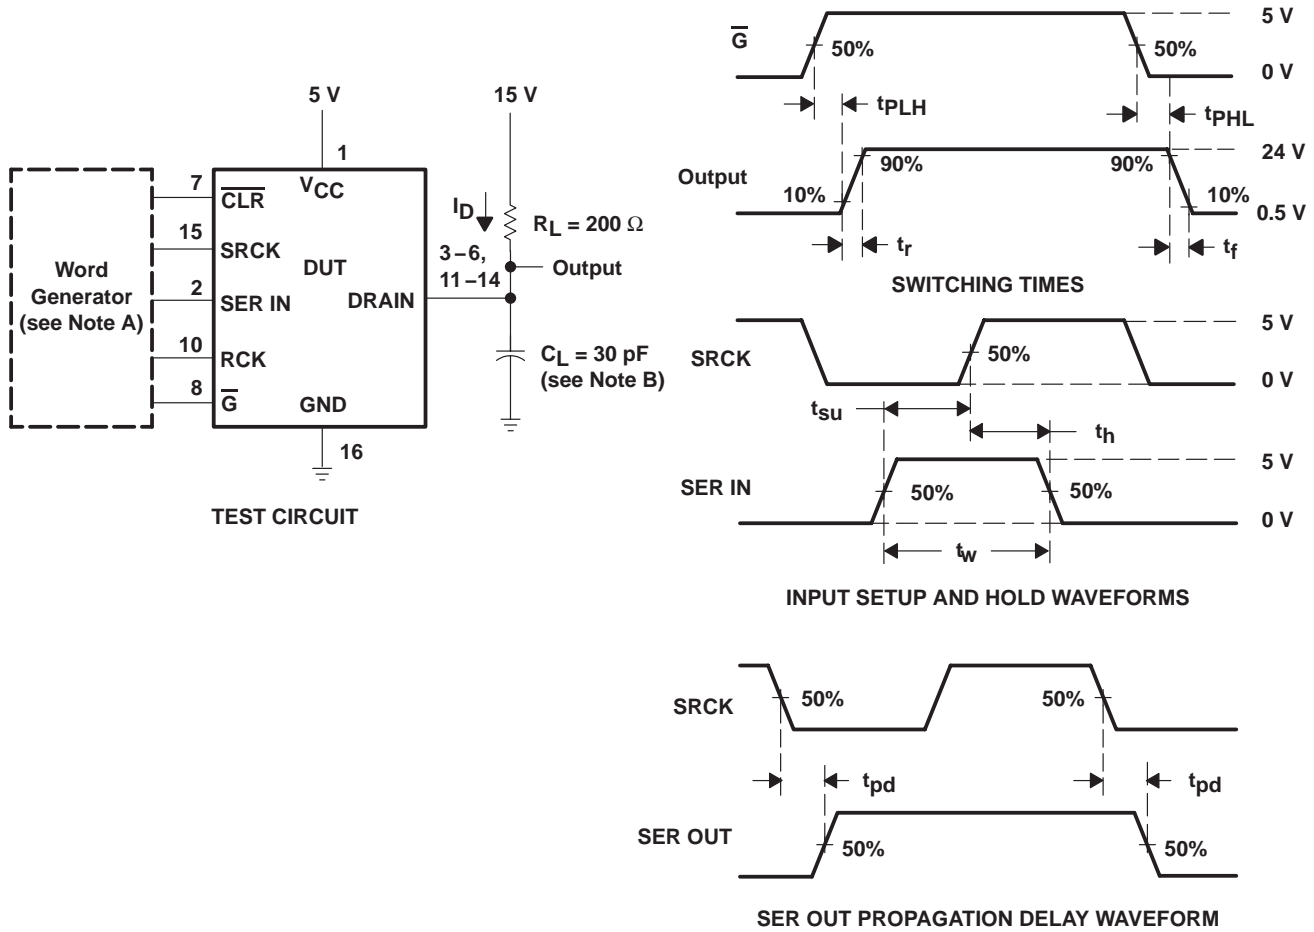 5 V
15 V
1
7
CLR
VCC
15
SRCK
DUT
2
SER IN
DRAIN
10
RCK
8
G
GND
16
Word
Generator
(see Note A)
ID
RL = 200 Ω
3–6,
11–14
Output
CL = 30 pF
(see Note B)
TEST CIRCUIT
G
50%
50%
5 V
0 V
tPLH
tPHL
Output
10%
90%
90%
10%
24 V
0.5 V
tr
tf
SWITCHING TIMES
SRCK
50%
5 V
0 V
tsu
th
SER IN
50%
50%
5 V
0 V
tw
INPUT SETUP AND HOLD WAVEFORMS
SRCK
50%
50%
tpd
tpd
SER OUT
50%
50%
SER OUT PROPAGATION DELAY WAVEFORM